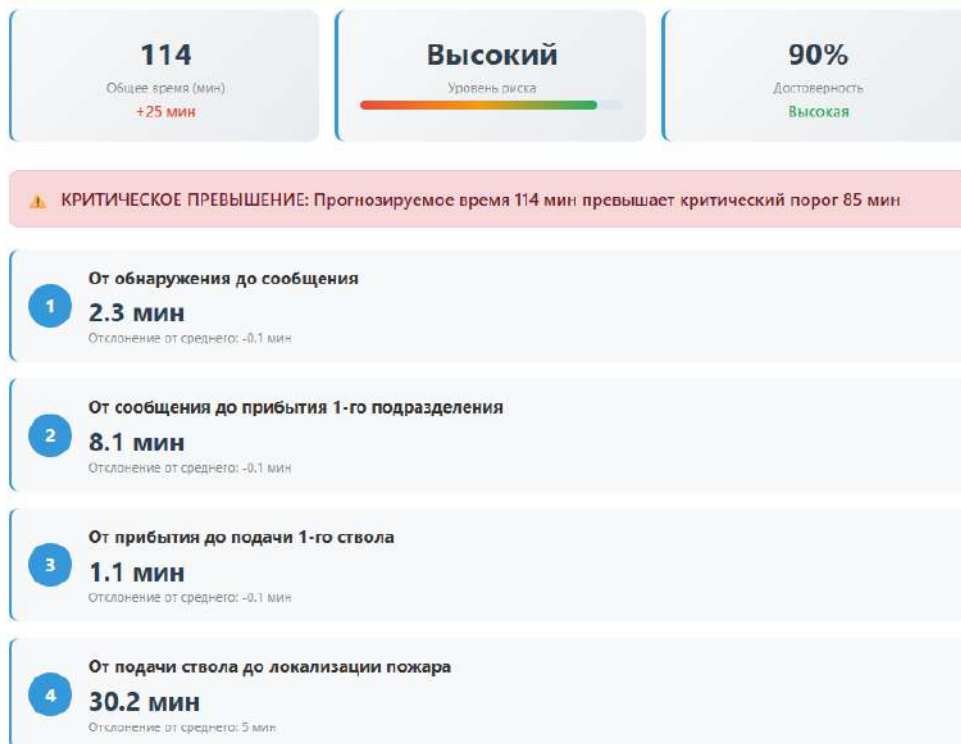 114
Общее время (мин)
+25 мин
Высокий
Уровень риска
90%
Достоверность
Высокая
КРИТИЧЕСКОЕ ПРЕВЫШЕНИЕ: Прогнозируемое время 114 мин превышает критический порог 85 мин
1
От обнаружения до сообщения
2.3 мин
Отклонение от среднего: -0.1 мин
2
От сообщения до прибытия 1-го подразделения
8.1 мин
Отклонение от среднего: -0.1 мин
3
От прибытия до подачи 1-го ствола
1.1 мин
Отклонение от среднего: -0.1 мин
4
От подачи ствола до локализации пожара
30.2 мин
Отклонение от среднего: 5 мин